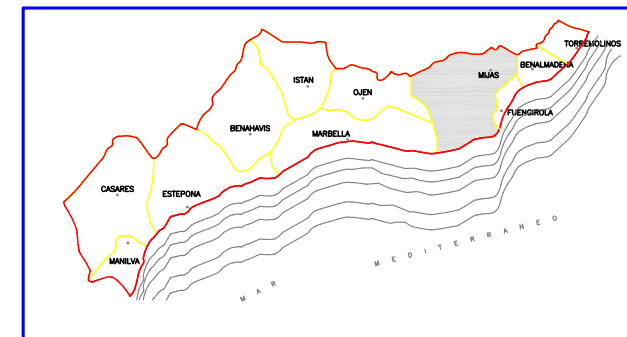 TORREMOLINOS
BENALMADENA
MIJAS
ISTAN
OJEN
FUENGIROLA
BENAHAVIS
MARBELLA
CASARES
ESTEPONA
MANILVA
MAR MEDITERRANEO